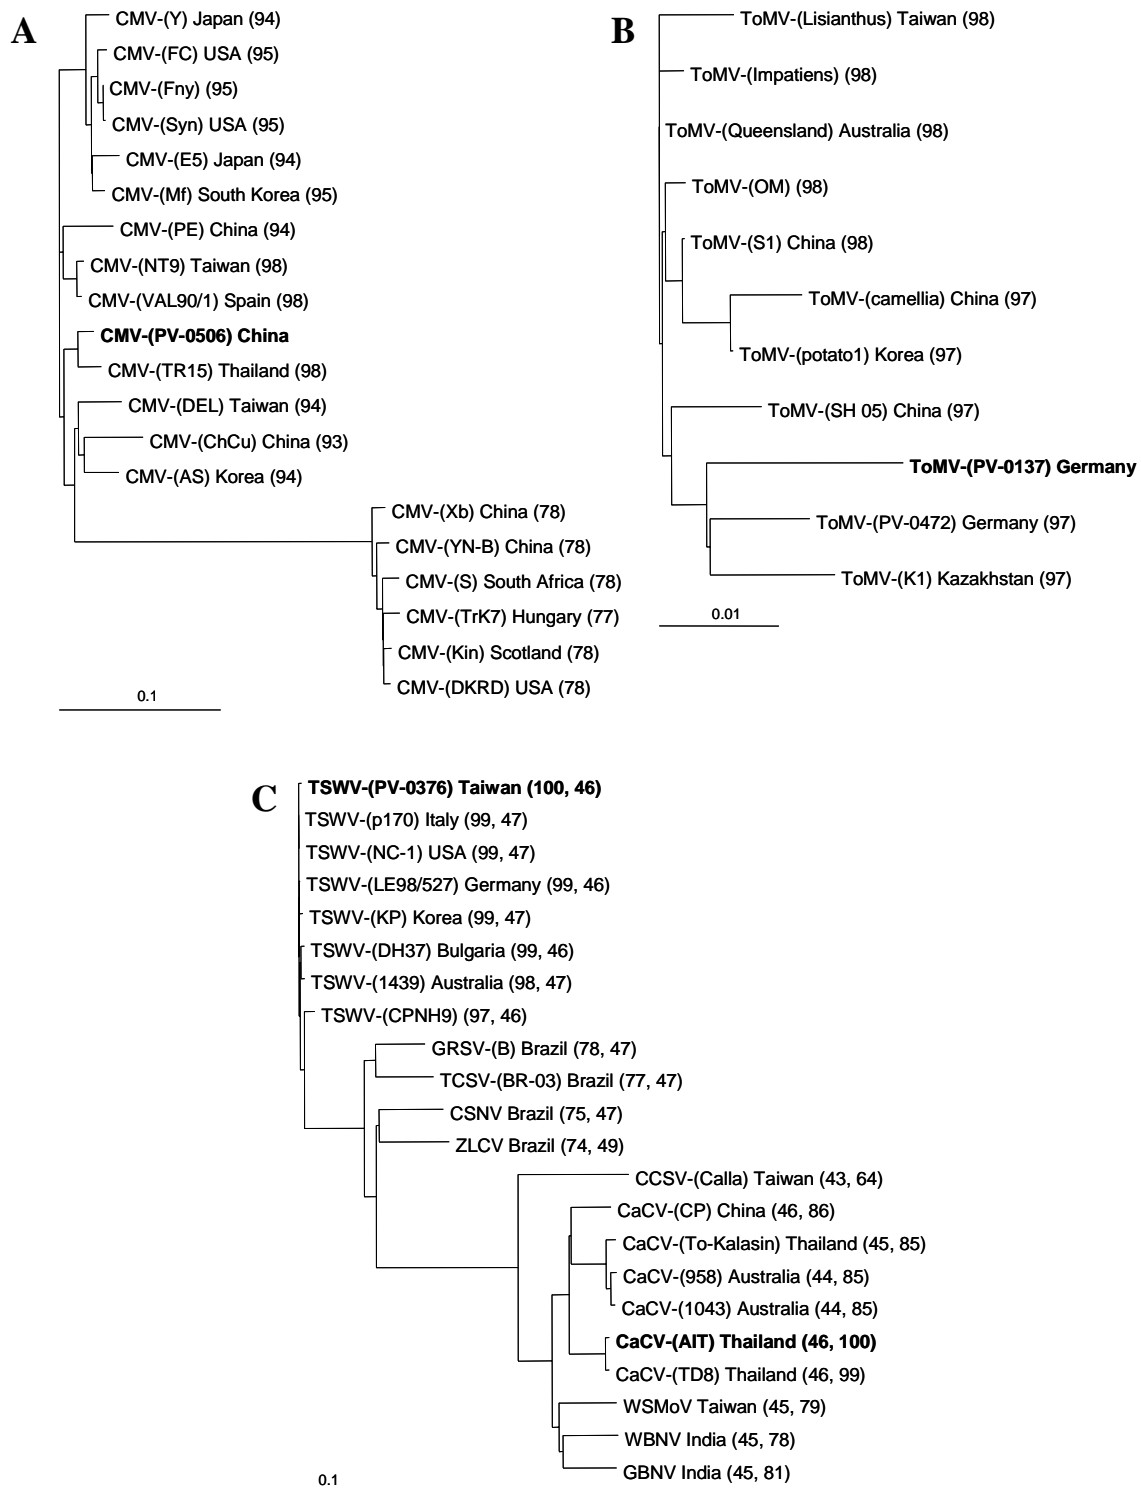 A
CMV-(Y) Japan (94)
CMV-(FC) USA (95)
CMV-(Fny) (95)
CMV-(Syn) USA (95)
CMV-(E5) Japan (94)
CMV-(Mf) South Korea (95)
CMV-(PE) China (94)
CMV-(NT9) Taiwan (98)
CMV-(VAL90/1) Spain (98)
CMV-(PV-0506) China
CMV-(TR15) Thailand (98)
CMV-(DEL) Taiwan (94)
CMV-(ChCu) China (93)
CMV-(AS) Korea (94)
CMV-(Xb) China (78)
CMV-(YN-B) China (78)
CMV-(S) South Africa (78)
CMV-(TrK7) Hungary (77)
CMV-(Kin) Scotland (78)
CMV-(DKRD) USA (78)
0.1
B
ToMV-(Lisianthus) Taiwan (98)
ToMV-(Impatiens) (98)
ToMV-(Queensland) Australia (98)
ToMV-(OM) (98)
ToMV-(S1) China (98)
ToMV-(camellia) China (97)
ToMV-(potato1) Korea (97)
ToMV-(SH 05) China (97)
ToMV-(PV-0137) Germany
ToMV-(PV-0472) Germany (97)
ToMV-(K1) Kazakhstan (97)
0.01
C
TSWV-(PV-0376) Taiwan (100, 46)
TSWV-(p170) Italy (99, 47)
TSWV-(NC-1) USA (99, 47)
TSWV-(LE98/527) Germany (99, 46)
TSWV-(KP) Korea (99, 47)
TSWV-(DH37) Bulgaria (99, 46)
TSWV-(1439) Australia (98, 47)
TSWV-(CPNH9) (97, 46)
GRSV-(B) Brazil (78, 47)
TCSV-(BR-03) Brazil (77, 47)
CSNV Brazil (75, 47)
ZLCV Brazil (74, 49)
CCSV-(Calla) Taiwan (43, 64)
CaCV-(CP) China (46, 86)
CaCV-(To-Kalasin) Thailand (45, 85)
CaCV-(958) Australia (44, 85)
CaCV-(1043) Australia (44, 85)
CaCV-(AIT) Thailand (46, 100)
CaCV-(TD8) Thailand (46, 99)
WSMoV Taiwan (45, 79)
WBNV India (45, 78)
GBNV India (45, 81)
0.1